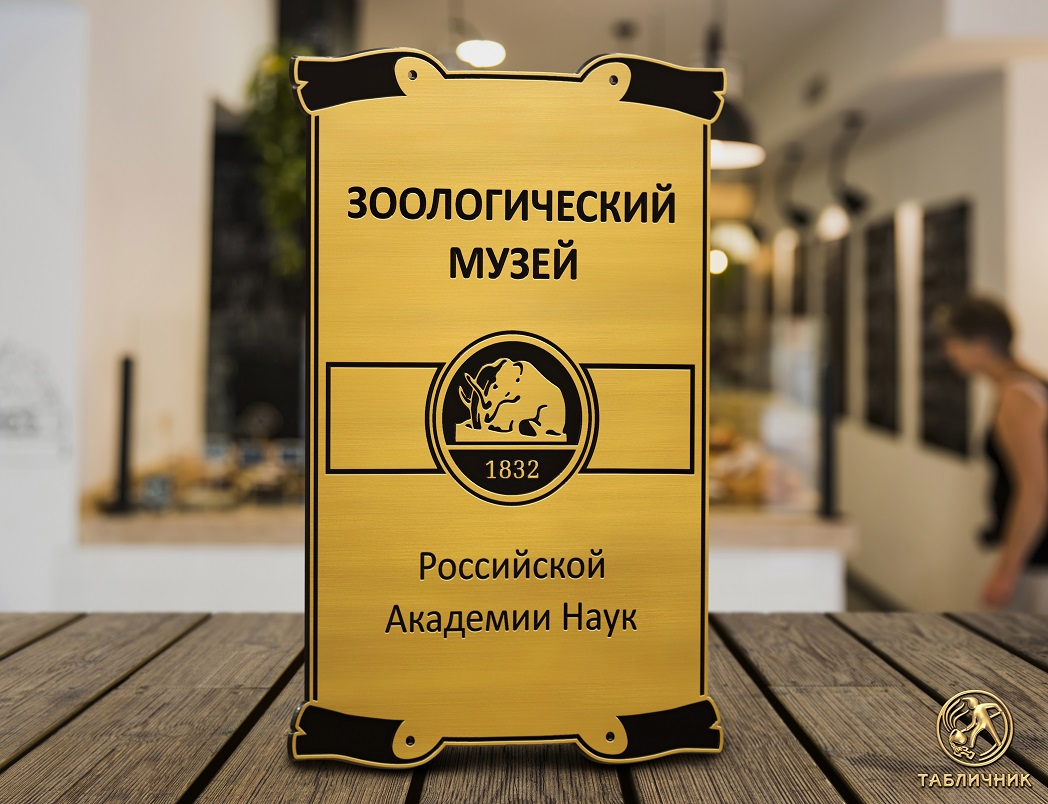 ЗООЛОГИЧЕСКИЙ
МУЗЕЙ
1832
Российской
Академии Наук
ТАБЛИЧНИК